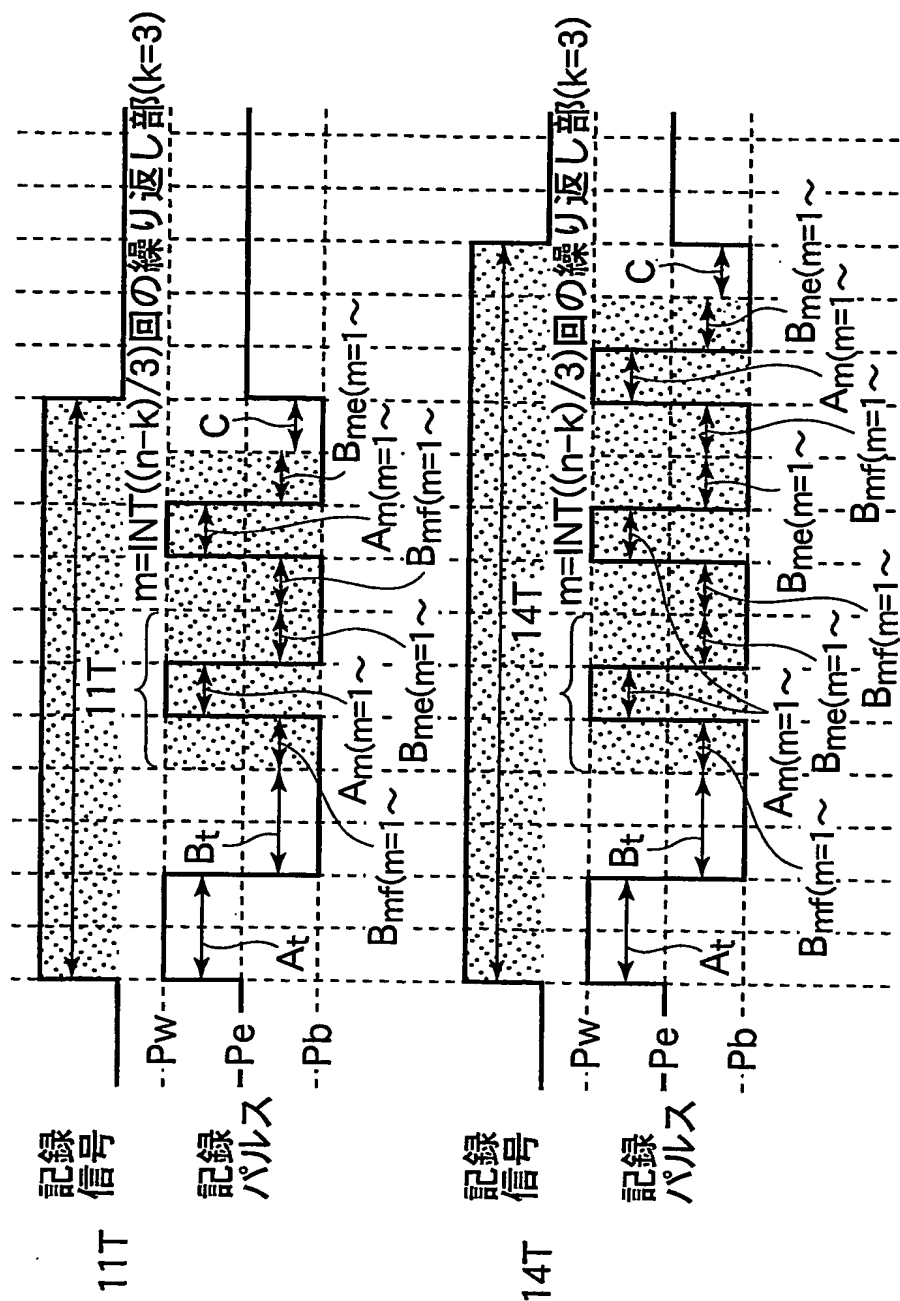 11T
記録
信号
11T
記録
パルス
Pw
Pe
Pb
m=INT((n-k)/3)回の繰り返し部(k=3)
At
Bt
C
Bmf(m=1~
Am(m=1~
Bme(m=1~
Bmf(m=1~
Am(m=1~
Bme(m=1~
14T
記録
信号
14T
記録
パルス
Pw
Pe
Pb
m=INT((n-k)/3)回の繰り返し部(k=3)
At
Bt
C
Bmf(m=1~
Am(m=1~
Bme(m=1~
Bmf(m=1~
Bme(m=1~
Bmf(m=1~
Am(m=1~
Bme(m=1~